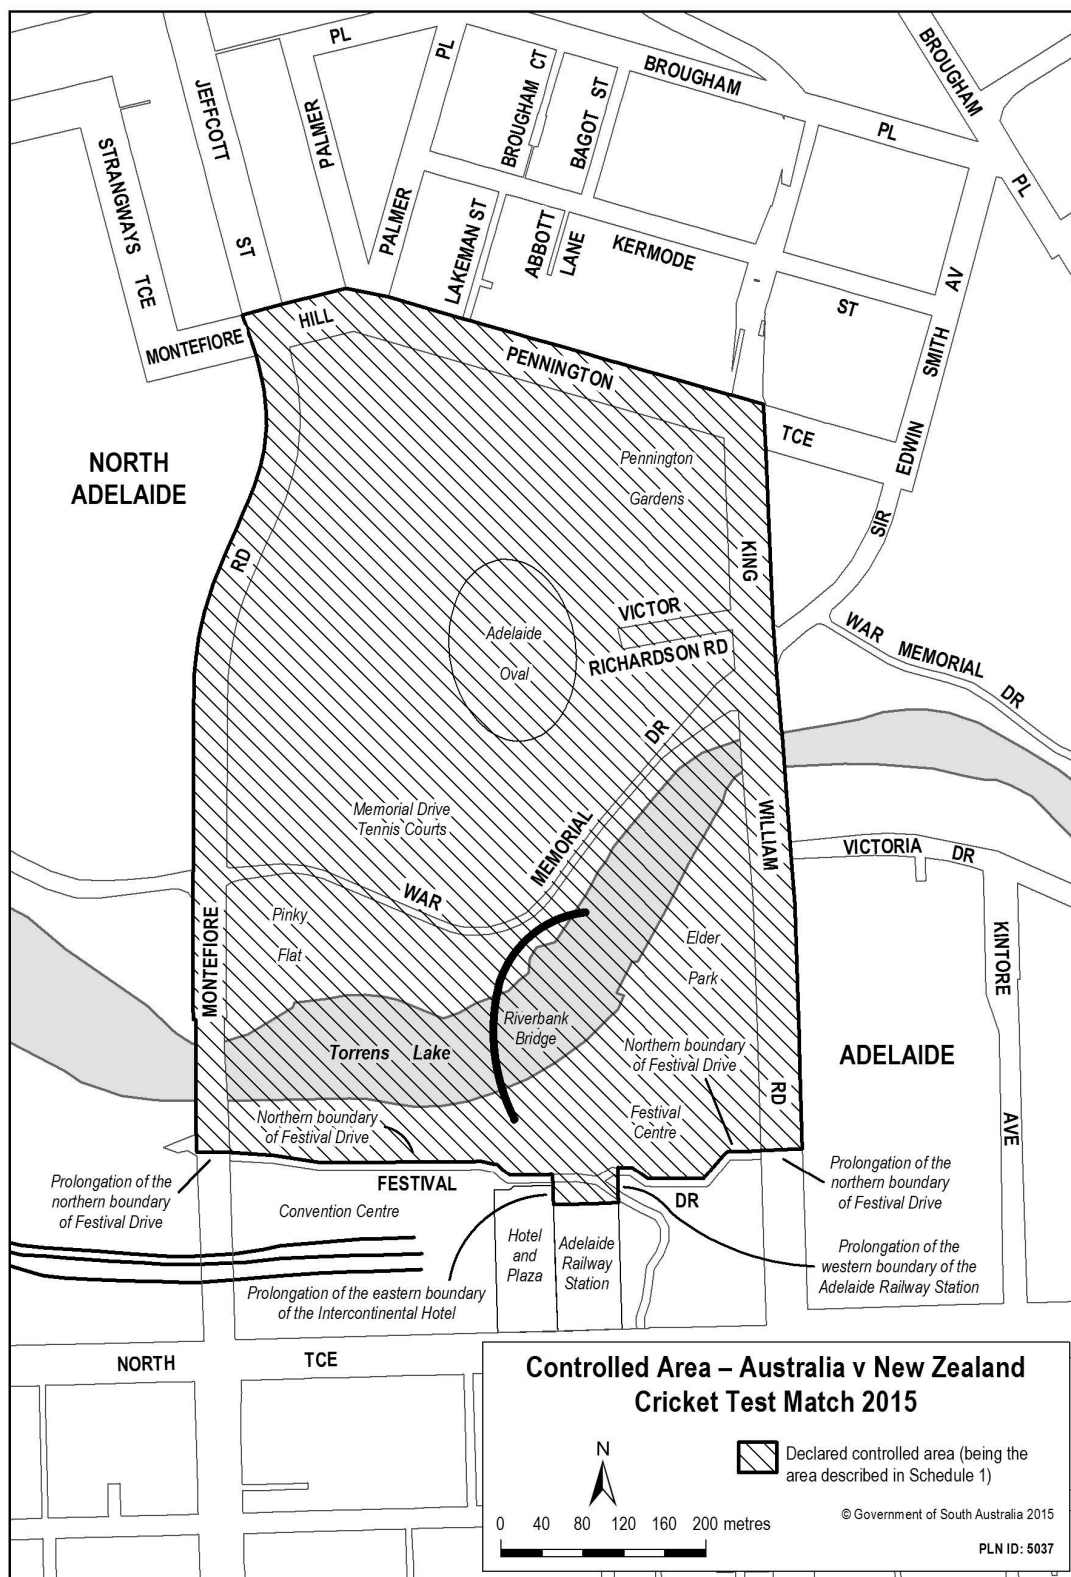 PL
BROUGHAM
JEFFCOTT
ST
PALMER
PL
BROUGHAM CT
BAGOT ST
BROUGHAM
PL
PL
STRANGWAYS TCE
PALMER
LAKEMAN ST
ABBOTT
LANE
KERMODE
ST
SIR EDWIN SMITH AV
MONTEFIORE
HILL
PENNINGTON
TCE
NORTH
ADELAIDE
Pennington
Gardens
RD
KING
VICTOR
RICHARDSON RD
Adelaide
Oval
WAR
MEMORIAL
DR
DR
Memorial Drive
Tennis Courts
MEMORIAL
WAR
WILLIAM
VICTORIA
DR
MONTEFIORE
Pinky
Flat
Elder
Park
KINTORE
AVE
Riverbank
Bridge
Torrens Lake
Northern boundary
of Festival Drive
ADELAIDE
RD
Northern boundary
of Festival Drive
Festival
Centre
Prolongation of the
northern boundary
of Festival Drive
FESTIVAL
DR
Prolongation of the
northern boundary
of Festival Drive
Convention Centre
Hotel
and
Plaza
Adelaide
Railway
Station
Prolongation of the
western boundary of the
Adelaide Railway Station
Prolongation of the eastern boundary
of the Intercontinental Hotel
NORTH
TCE
Controlled Area – Australia v New Zealand
Cricket Test Match 2015
N
Declared controlled area (being the
area described in Schedule 1)
© Government of South Australia 2015
0 40 80 120 160 200 metres
PLN ID: 5037